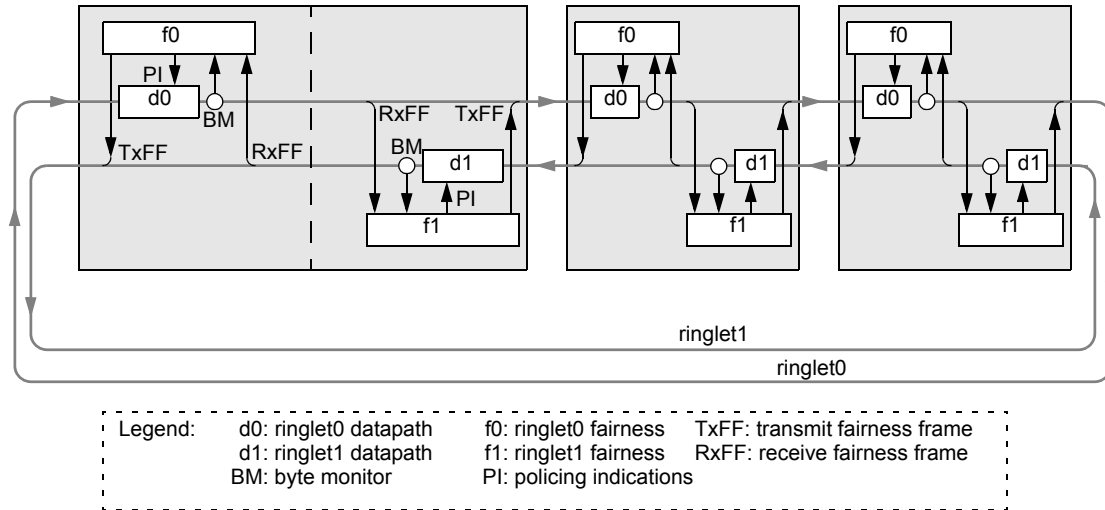 f0
f0
f0
PI
d0
d0
d0
BM
RxFF
TxFF
TxFF
RxFF
BM
d1
d1
d1
PI
f1
f1
f1
ringlet1
ringlet0
Legend: d0: ringlet0 datapath f0: ringlet0 fairness TxFF: transmit fairness frame
d1: ringlet1 datapath f1: ringlet1 fairness RxFF: receive fairness frame
BM: byte monitor PI: policing indications